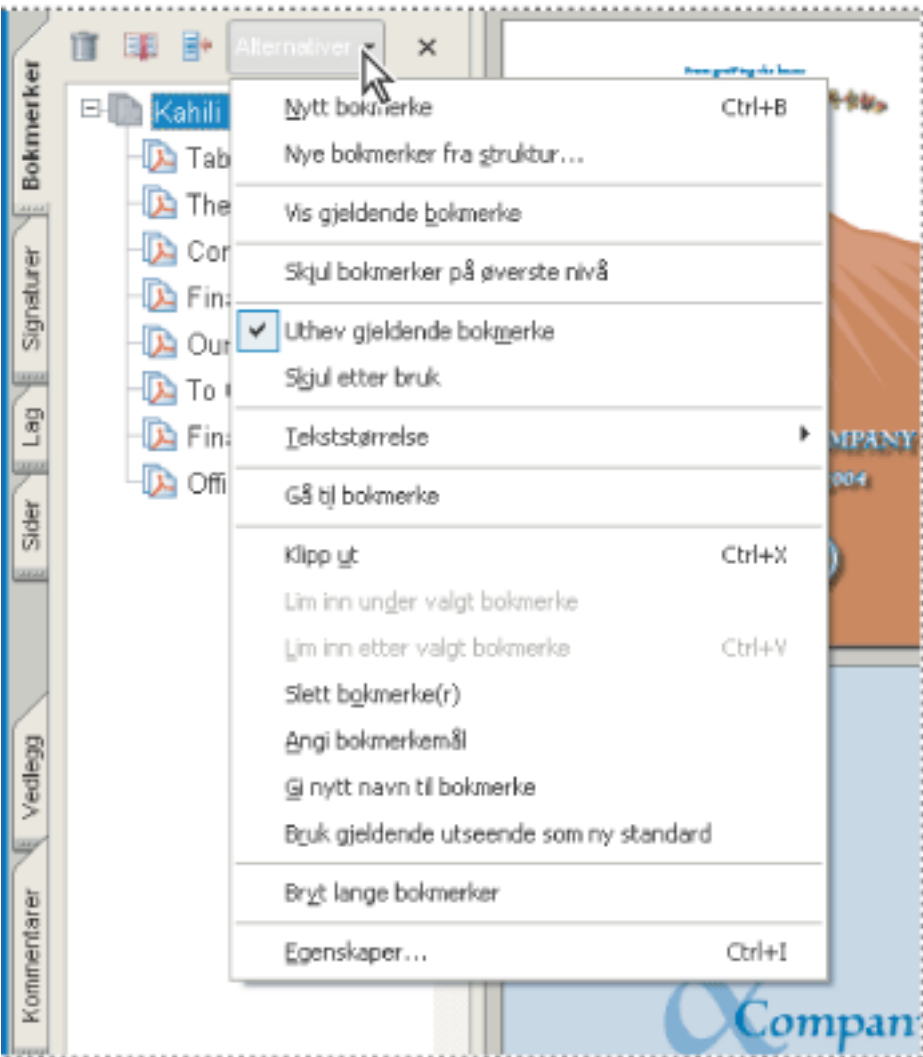 Alternativer
Bokmerker
Signaturer
Lag
Sider
Vedlegg
Kommentarer
Kahili
Tab
The
Cor
Fina
Our
To
Fina
Offi
Nytt bokmerke Ctrl+B
Nye bokmerker fra struktur...
Vis gjeldende bokmerke
Skjul bokmerker på øverste nivå
Uthev gjeldende bokmerke
Skjul etter bruk
Tekststørrelse
Gå til bokmerke
Klipp ut Ctrl+X
Lim inn under valgt bokmerke
Lim inn etter valgt bokmerke Ctrl+V
Slett bokmerke(r)
Angi bokmerkemål
Gi nytt navn til bokmerke
Bruk gjeldende utseende som ny standard
Bryt lange bokmerker
Egenskaper... Ctrl+I
MPANY
004
&Compan